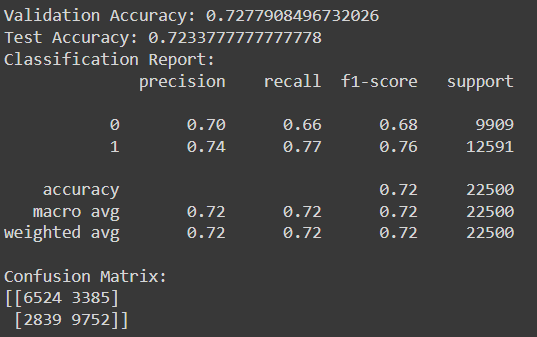 Validation Accuracy: 0.7277908496732026
Test Accuracy: 0.7233777777777778
Classification Report:
precision recall f1-score support
0 0.70 0.66 0.68 9909
1 0.74 0.77 0.76 12591
accuracy 0.72 22500
macro avg 0.72 0.72 0.72 22500
weighted avg 0.72 0.72 0.72 22500
Confusion Matrix:
[[6524 3385]
[2839 9752]]